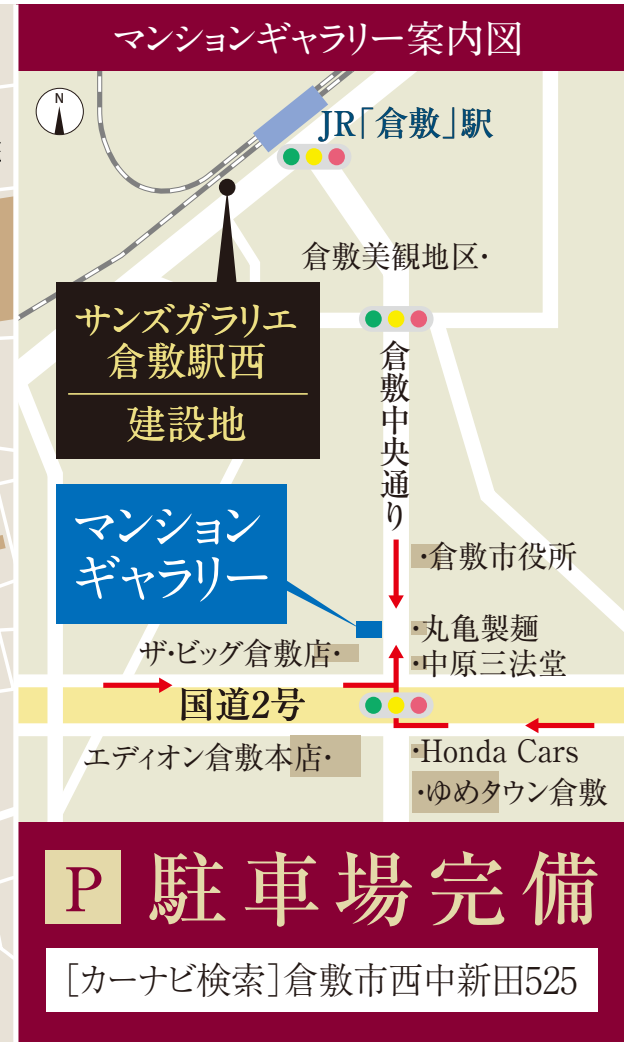 マンションギャラリー案内図
N
JR「倉敷」駅
倉敷美観地区・
サンズガラリエ
倉敷駅西
建設地
倉敷中央通り
マンション
ギャラリー
・倉敷市役所
・丸亀製麺
ザ・ビッグ倉敷店・
・中原三法堂
国道2号
エディオン倉敷本店・
・Honda Cars
・ゆめタウン倉敷
P 駐車場完備
［カーナビ検索］倉敷市西中新田525